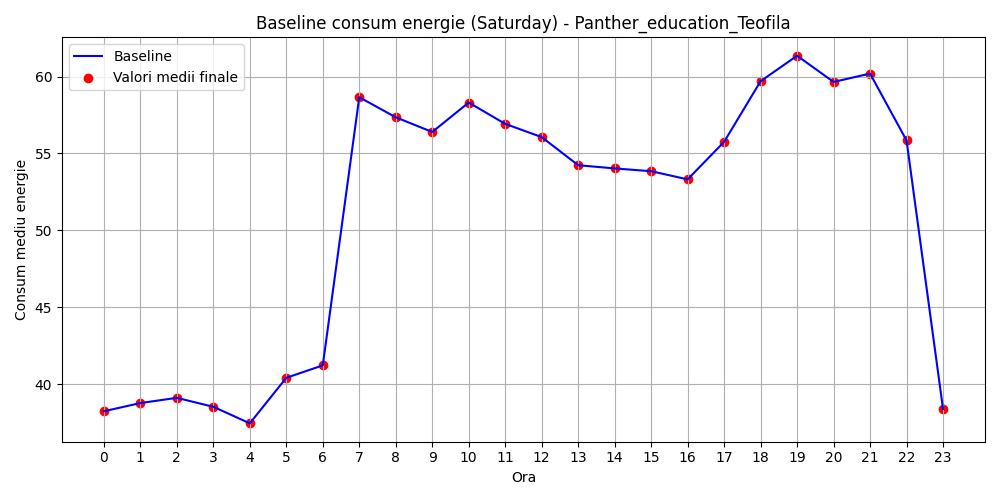 Baseline consum energie (Saturday) - Panther_education_Teofila
Baseline
Valori medii finale
Consum mediu energie
60
55
50
45
40
0 1 2 3 4 5 6 7 8 9 10 11 12 13 14 15 16 17 18 19 20 21 22 23
Ora